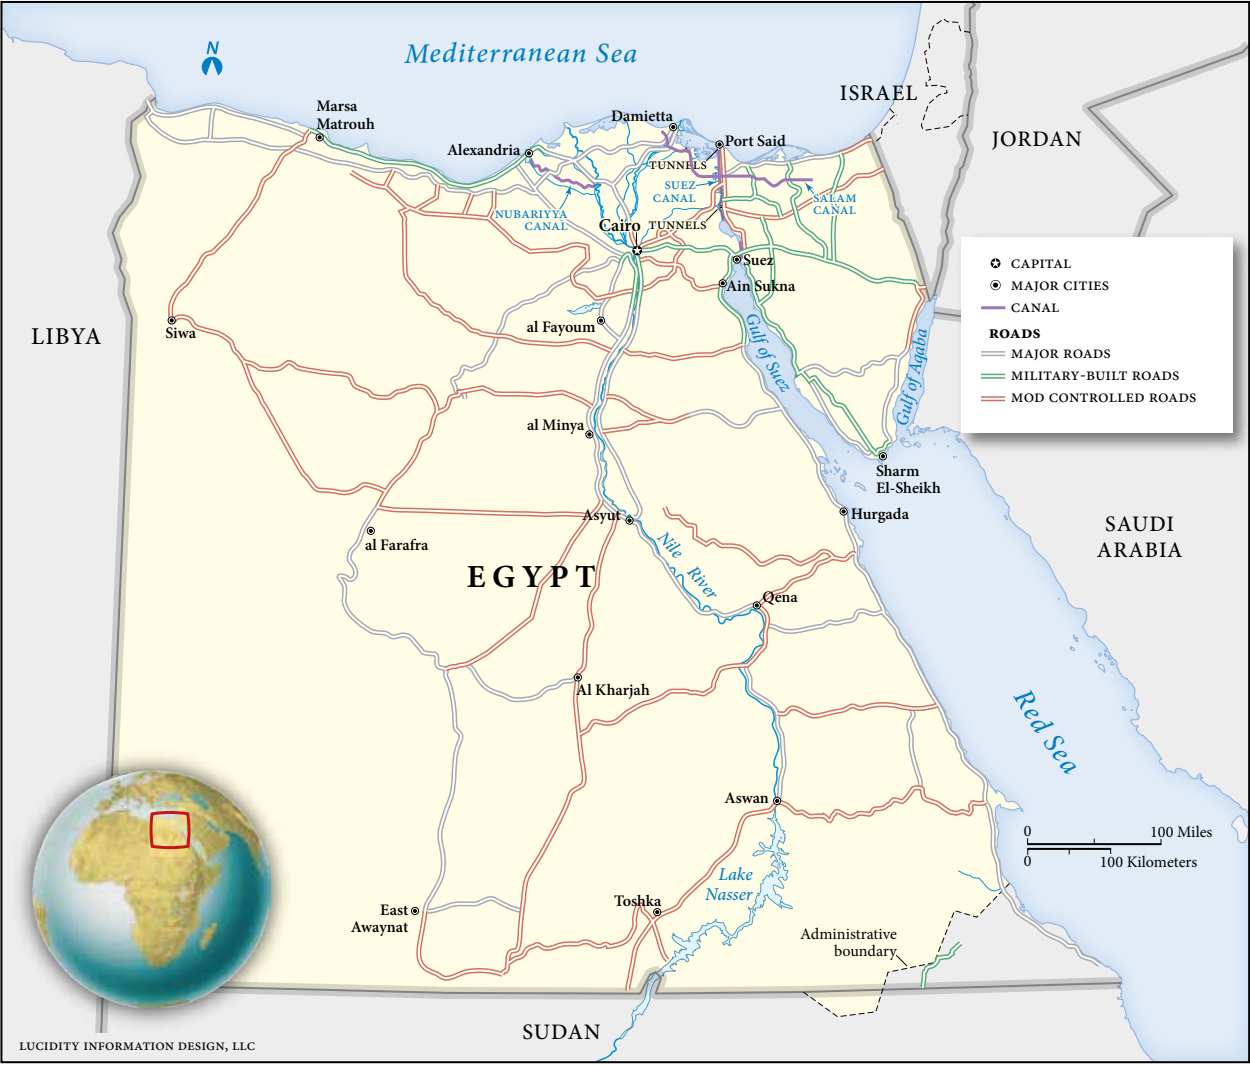 N
Mediterranean Sea
ISRAEL
JORDAN
Marsa
Matrouh
Damietta
Alexandria
Port Said
TUNNELS
SUEZ
CANAL
SALAM
CANAL
NUBARIYYA
CANAL
Cairo
TUNNELS
Suez
Ain Sukna
CAPITAL
MAJOR CITIES
CANAL
ROADS
MAJOR ROADS
MILITARY-BUILT ROADS
MOD CONTROLLED ROADS
LIBYA
Siwa
al Fayoum
Gulf of Suez
Gulf of Aqaba
al Minya
Sharm
El-Sheikh
Asyut
Hurgada
al Farafra
SAUDI
ARABIA
EGYPT
Nile
River
Qena
Al Kharjah
Red Sea
Aswan
0 100 Miles
0 100 Kilometers
Lake
Nasser
Toshka
East
Awaynat
Administrative
boundary
SUDAN
LUCIDITY INFORMATION DESIGN, LLC